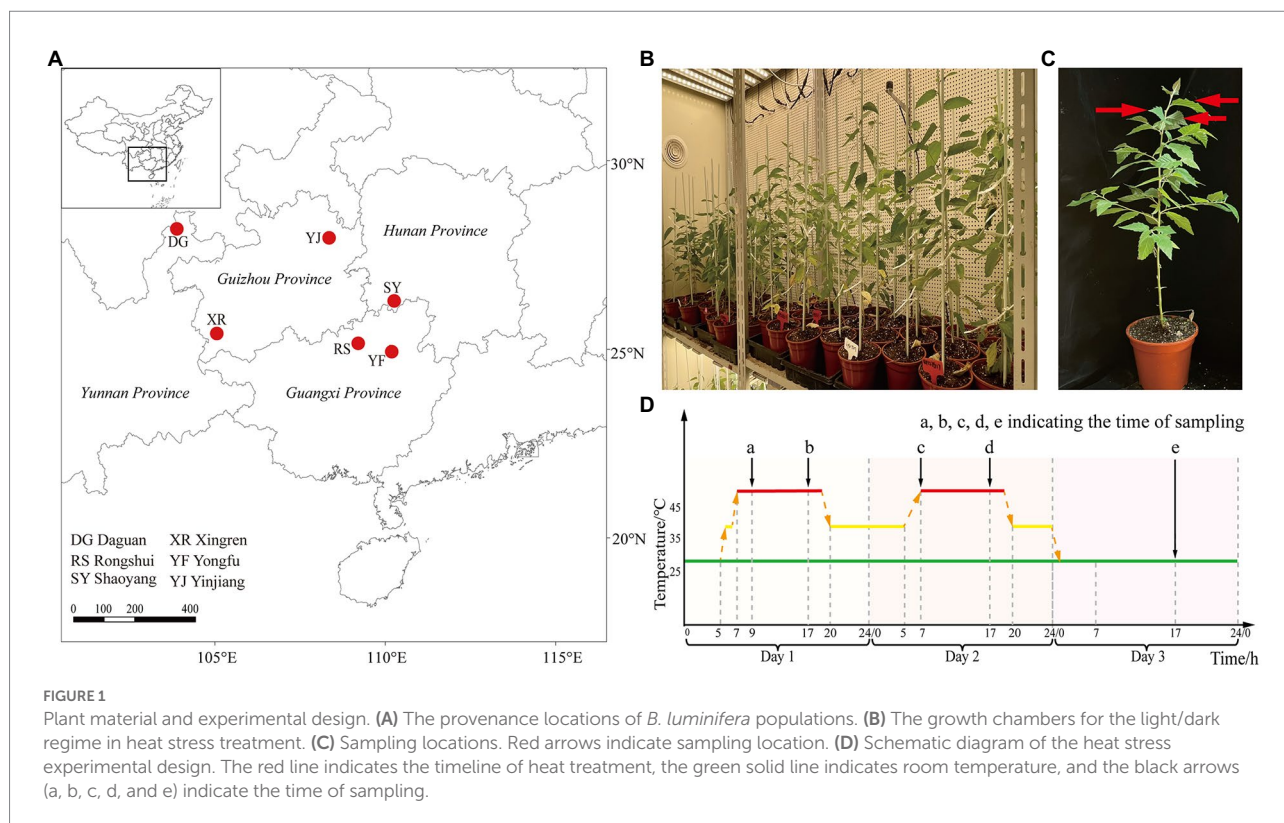 A
30°N
25°N
20°N
DG
YJ
Hunan Province
Guizhou Province
SY
XR
RS
YF
Yunnan Province
Guangxi Province
DG Daguan XR Xingren
RS Rongshui YF Yongfu
SY Shaoyang YJ Yinjiang
0 100 200 400
105°E 110°E 115°E
B
C
D
a, b, c, d, e indicating the time of sampling
a b c d e
Temperature/°C
45
35
25
0 5 7 9 17 20 24/0 5 7 17 20 24/0 7 17 24/0
Day 1 Day 2 Day 3 Time/h
FIGURE 1
Plant material and experimental design. (A) The provenance locations of B. luminifera populations. (B) The growth chambers for the light/dark
regime in heat stress treatment. (C) Sampling locations. Red arrows indicate sampling location. (D) Schematic diagram of the heat stress
experimental design. The red line indicates the timeline of heat treatment, the green solid line indicates room temperature, and the black arrows
(a, b, c, d, and e) indicate the time of sampling.